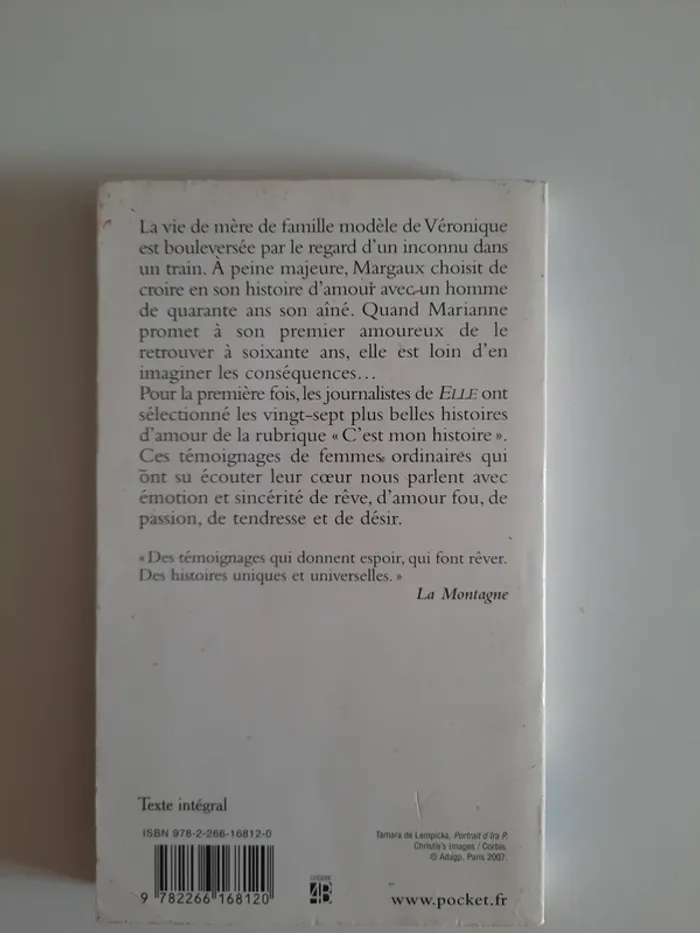 La vie de mère de famille modèle de Véronique
est bouleversée par le regard d'un inconnu dans
un train. À peine majeure, Margaux choisit de
croire en son histoire d'amour avec un homme
de quarante ans son aîné. Quand Marianne
promet à son premier amoureux de le
retrouver à soixante ans, elle est loin d'en
imaginer les conséquences…
Pour la première fois, les journalistes de ELLE ont
sélectionné les vingt-sept plus belles histoires
d'amour de la rubrique « C'est mon histoire ».
Ces témoignages de femmes ordinaires qui
ont su écouter leur cœur nous parlent avec
émotion et sincérité de rêve, d'amour fou, de
passion, de tendresse et de désir.
« Des témoignages qui donnent espoir, qui font rêver.
Des histoires uniques et universelles. »
La Montagne
Texte intégral
ISBN 978-2-266-16812-0
9 782266 168120
CATÉGORIE
4B
Tamara de Lempicka, Portrait d'Ira P.
Christie's Images / Corbis.
© Adagp, Paris 2007.
www.pocket.fr